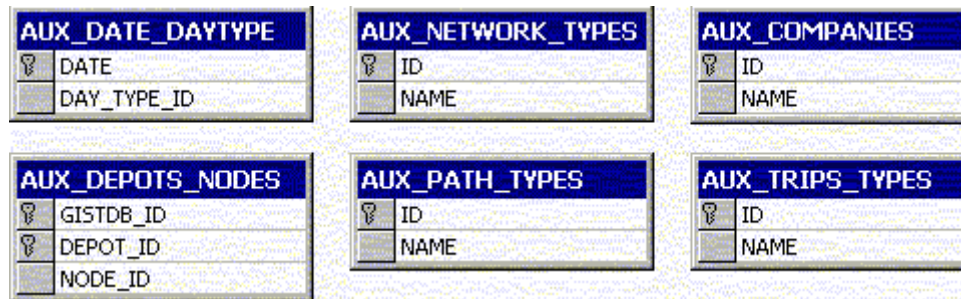 AUX_DATE_DAYTYPE
DATE
DAY_TYPE_ID
AUX_NETWORK_TYPES
ID
NAME
AUX_COMPANIES
ID
NAME
AUX_DEPOTS_NODES
GISTDB_ID
DEPOT_ID
NODE_ID
AUX_PATH_TYPES
ID
NAME
AUX_TRIPS_TYPES
ID
NAME